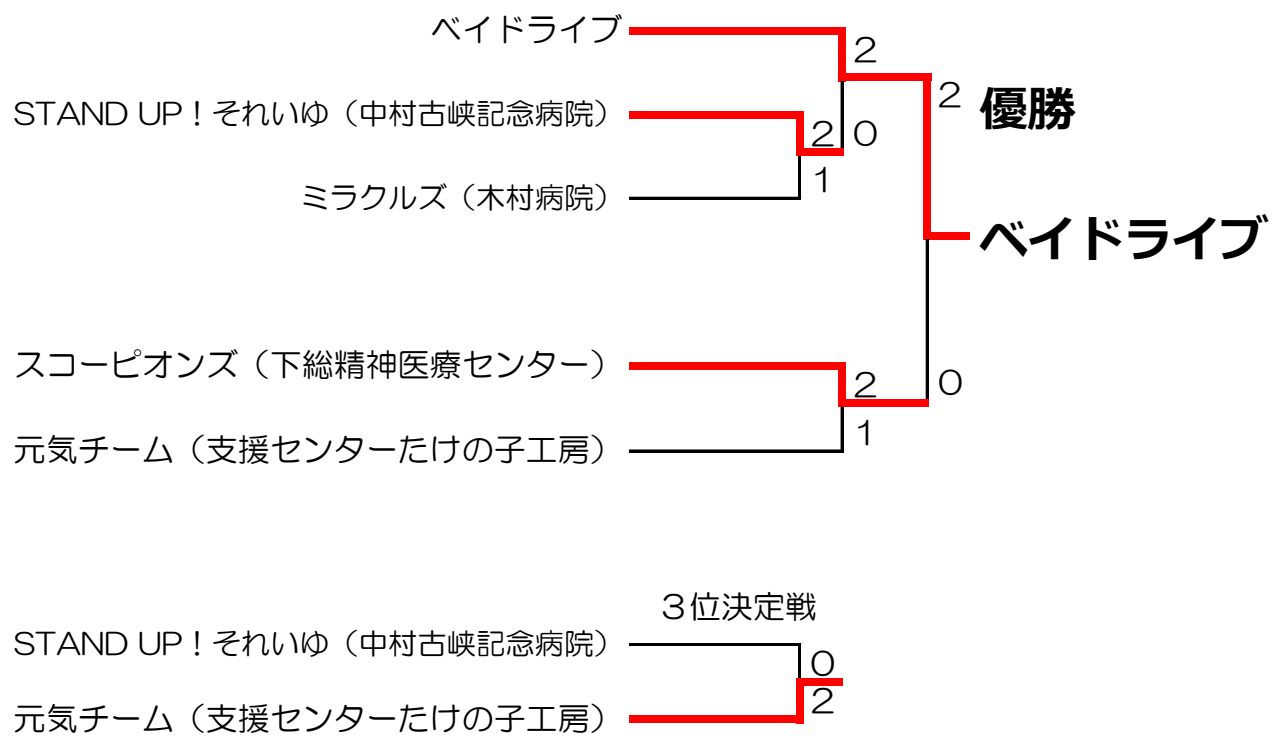 ベイドライブ
2
STAND UP！それいゆ（中村古峡記念病院）
2 優勝
2 0
1
ミラクルズ（木村病院）
ベイドライブ
スコーピオンズ（下総精神医療センター）
2
0
元気チーム（支援センターたけの子工房）
1
３位決定戦
STAND UP！それいゆ（中村古峡記念病院）
0
2
元気チーム（支援センターたけの子工房）